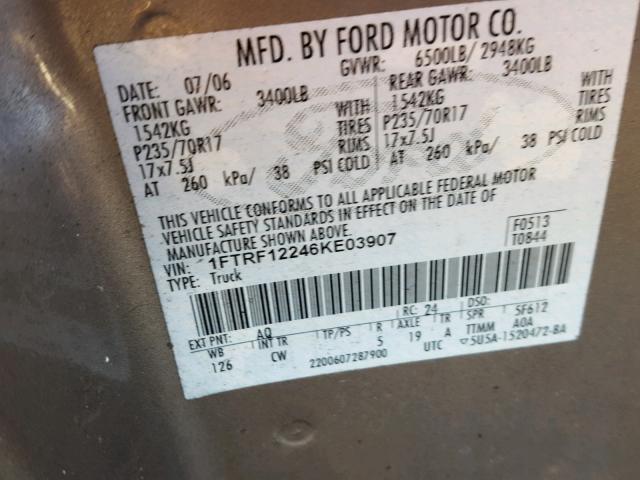 MFD. BY FORD MOTOR CO.
DATE: 07/06 GVWR: 6500LB/ 2948KG
FRONT GAWR: 3400LB REAR GAWR: 3400LB
1542KG WITH 1542KG WITH
P235/70R17 TIRES P235/70R17 TIRES
17x7.5J RIMS 17x7.5J RIMS
AT 260 kPa/ 38 PSI COLD AT 260 kPa/ 38 PSI COLD
THIS VEHICLE CONFORMS TO ALL APPLICABLE FEDERAL MOTOR
VEHICLE SAFETY STANDARDS IN EFFECT ON THE DATE OF
MANUFACTURE SHOWN ABOVE.
VIN: 1FTRF12246KE03907 F0513
TYPE: Truck T0844
EXT PNT: AQ RC: 24 DSO:
WB INT TR TP/PS R AXLE TR SPR 5F612
126 CW 5 19 A TTMM AOA
2200607287900 UTC ▽5U5A-1520472-BA
Ford